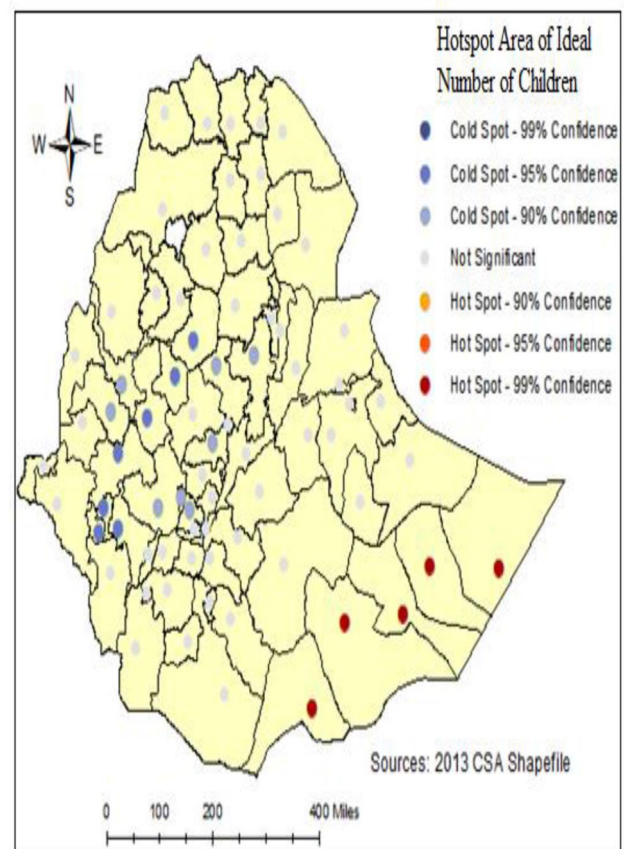 Hotspot Area of Ideal
Number of Children
N
W E
S
Cold Spot - 99% Confidence
Cold Spot - 95% Confidence
Cold Spot - 90% Confidence
Not Significant
Hot Spot - 90% Confidence
Hot Spot - 95% Confidence
Hot Spot - 99% Confidence
Sources: 2013 CSA Shapefile
0 100 200 400 Miles